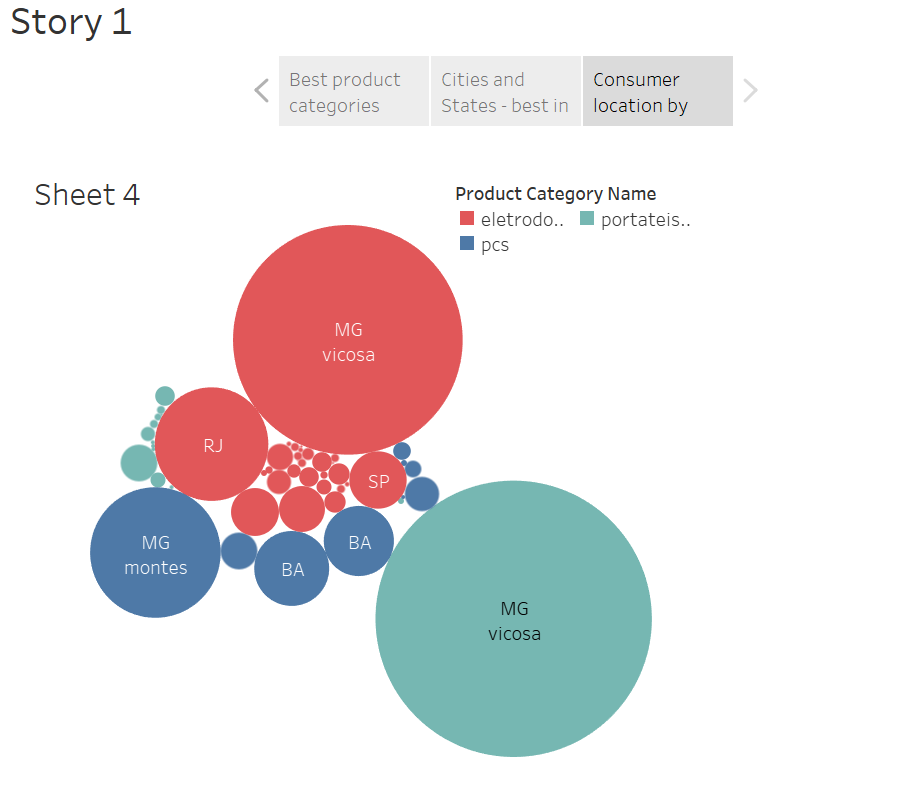 Story 1
Best product
categories
Cities and
States - best in
Consumer
location by
Sheet 4
Product Category Name
eletrodo..
portateis..
pcs
MG
vicosa
RJ
SP
MG
montes
BA
BA
MG
vicosa